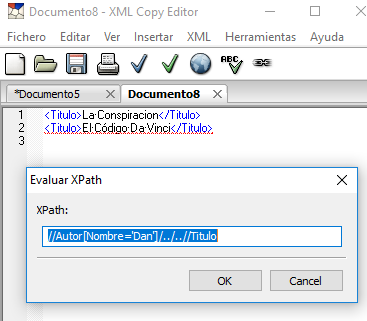 Documento8 - XML Copy Editor
Fichero Editar Ver Insertar XML Herramientas Ayuda
ABC
*Documento5 Documento8
1 <Titulo>La·Conspiracion</Titulo>
2 <Titulo>El·Código·Da·Vinci</Titulo>
3
Evaluar XPath
XPath:
//Autor[Nombre='Dan']/../..//Titulo
OK Cancel